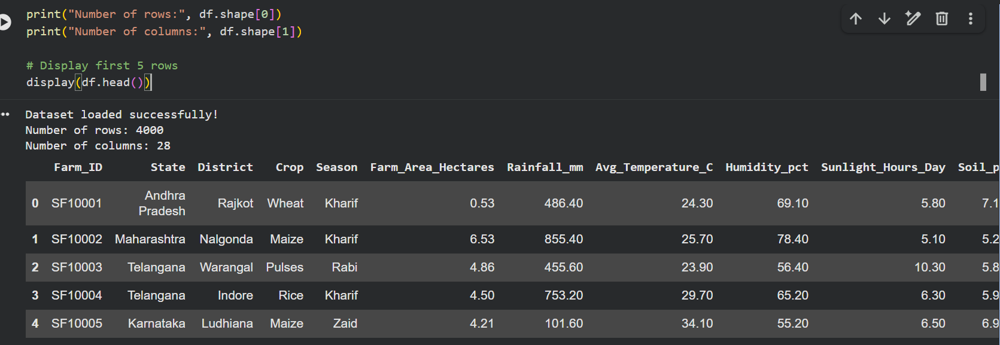 print("Number of rows:", df.shape[0])
print("Number of columns:", df.shape[1])
# Display first 5 rows
display(df.head())
Dataset loaded successfully!
Number of rows: 4000
Number of columns: 28
Farm_ID State District Crop Season Farm_Area_Hectares Rainfall_mm Avg_Temperature_C Humidity_pct Sunlight_Hours_Day Soil_p
0 SF10001 Andhra Pradesh Rajkot Wheat Kharif 0.53 486.40 24.30 69.10 5.80 7.1
1 SF10002 Maharashtra Nalgonda Maize Kharif 6.53 855.40 25.70 78.40 5.10 5.2
2 SF10003 Telangana Warangal Pulses Rabi 4.86 455.60 23.90 56.40 10.30 5.8
3 SF10004 Telangana Indore Rice Kharif 4.50 753.20 29.70 65.20 6.30 5.9
4 SF10005 Karnataka Ludhiana Maize Zaid 4.21 101.60 34.10 55.20 6.50 6.9